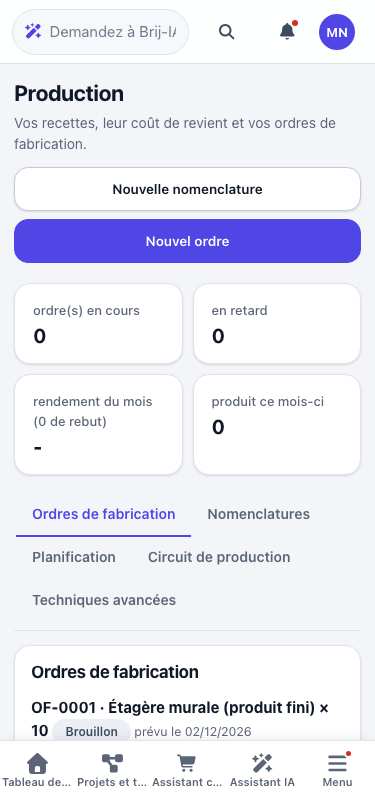 Demandez à Brij-IA
MN
Production
Vos recettes, leur coût de revient et vos ordres de
fabrication.
Nouvelle nomenclature
Nouvel ordre
ordre(s) en cours
0
en retard
0
rendement du mois
(0 de rebut)
-
produit ce mois-ci
0
Ordres de fabrication
Nomenclatures
Planification
Circuit de production
Techniques avancées
Ordres de fabrication
OF-0001 · Étagère murale (produit fini) ×
10 Brouillon prévu le 02/12/2026
Tableau de...
Projets et t...
Assistant c...
Assistant IA
Menu